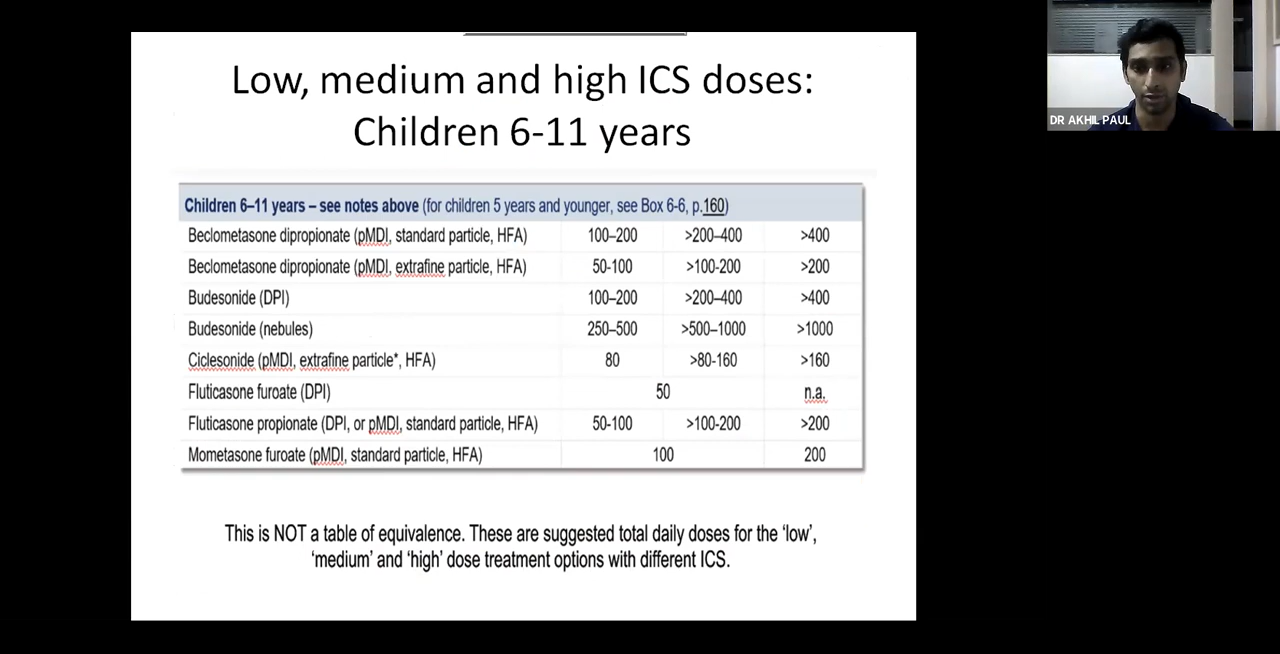 Low, medium and high ICS doses:
Children 6-11 years
Children 6–11 years – see notes above (for children 5 years and younger, see Box 6-6, p.160)
Beclometasone dipropionate (pMDI, standard particle, HFA) 100–200 >200–400 >400
Beclometasone dipropionate (pMDI, extrafine particle, HFA) 50-100 >100-200 >200
Budesonide (DPI) 100–200 >200–400 >400
Budesonide (nebules) 250–500 >500–1000 >1000
Ciclesonide (pMDI, extrafine particle*, HFA) 80 >80-160 >160
Fluticasone furoate (DPI) 50 n.a.
Fluticasone propionate (DPI, or pMDI, standard particle, HFA) 50-100 >100-200 >200
Mometasone furoate (pMDI, standard particle, HFA) 100 200
This is NOT a table of equivalence. These are suggested total daily doses for the ‘low’,
‘medium’ and ‘high’ dose treatment options with different ICS.
DR AKHIL PAUL